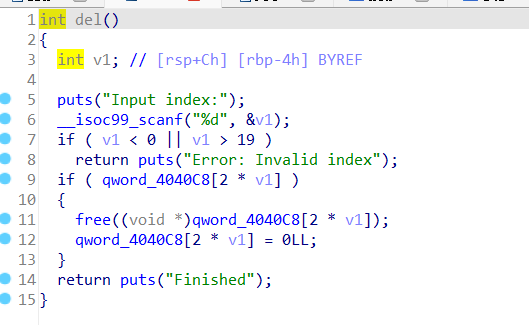 1 int del()
2 {
3 int v1; // [rsp+Ch] [rbp-4h] BYREF
4
5 puts("Input index:");
6 __isoc99_scanf("%d", &v1);
7 if ( v1 < 0 || v1 > 19 )
8 return puts("Error: Invalid index");
9 if ( qword_4040C8[2 * v1] )
10 {
11 free((void *)qword_4040C8[2 * v1]);
12 qword_4040C8[2 * v1] = 0LL;
13 }
14 return puts("Finished");
15 }